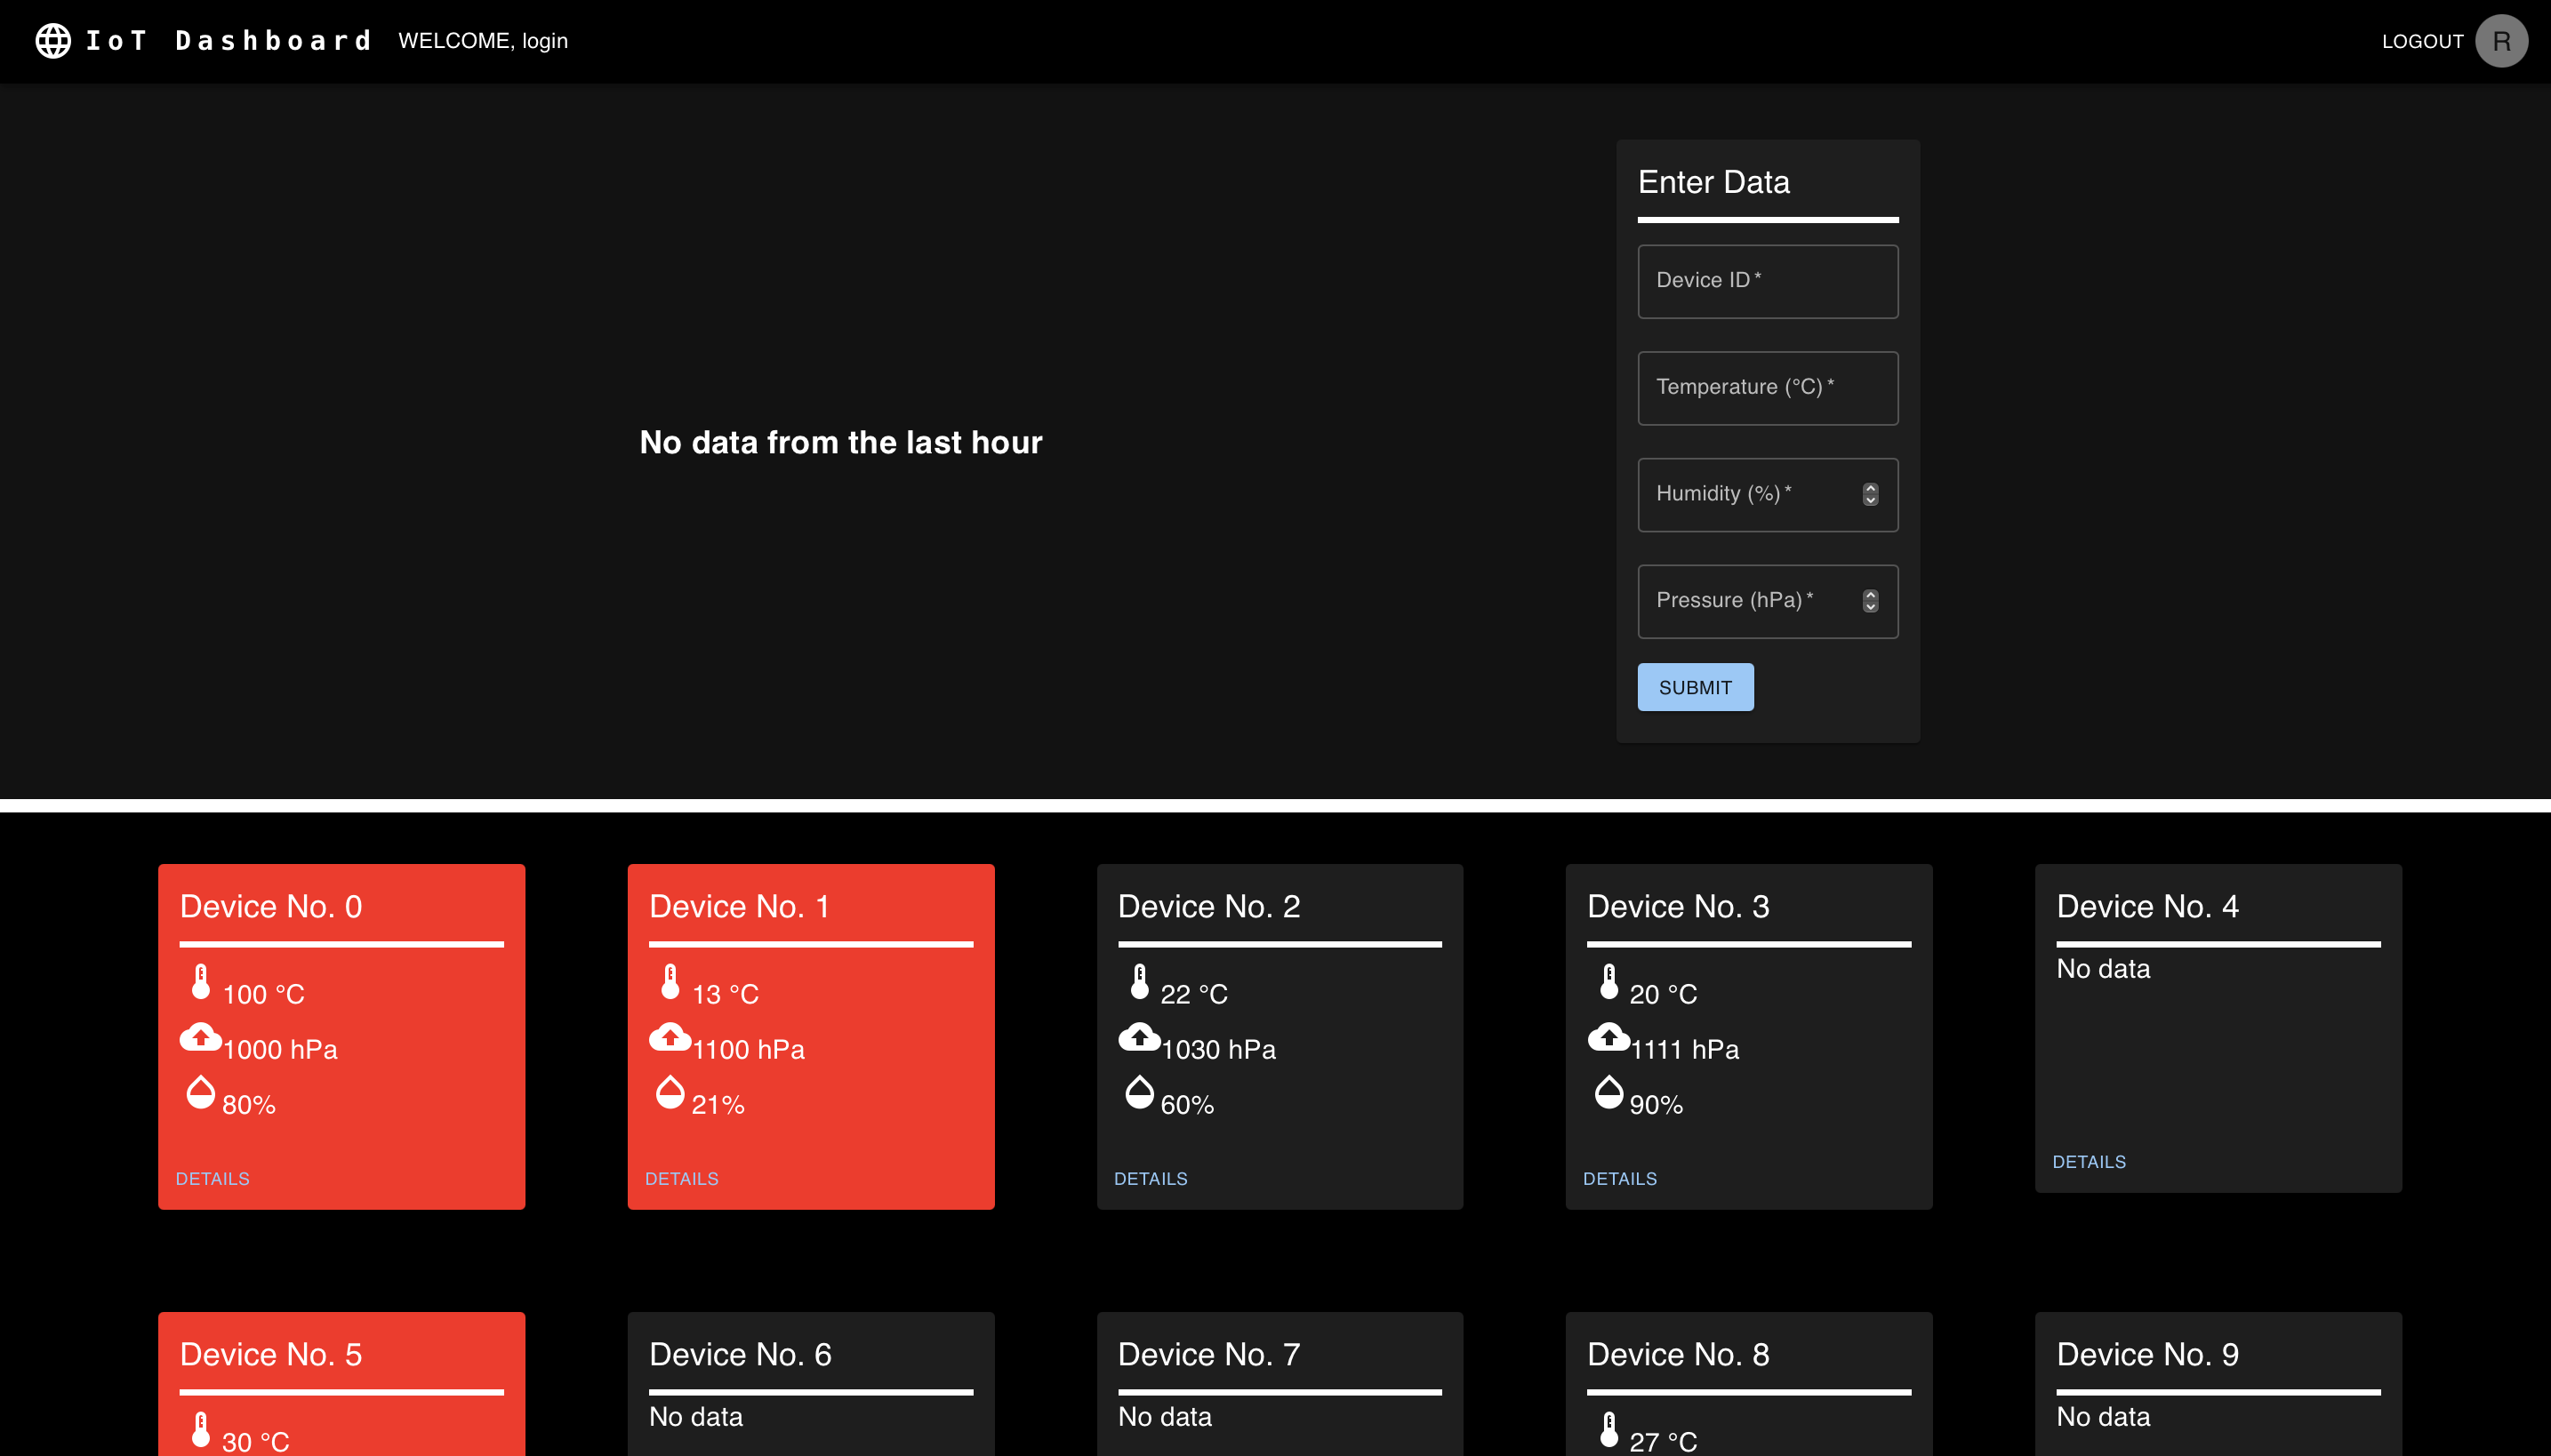 IoT Dashboard WELCOME, login LOGOUT R
Enter Data
Device ID *
Temperature (°C) *
Humidity (%) *
Pressure (hPa) *
SUBMIT
No data from the last hour
Device No. 0
100 °C
1000 hPa
80%
DETAILS
Device No. 1
13 °C
1100 hPa
21%
DETAILS
Device No. 2
22 °C
1030 hPa
60%
DETAILS
Device No. 3
20 °C
1111 hPa
90%
DETAILS
Device No. 4
No data
DETAILS
Device No. 5
30 °C
Device No. 6
No data
Device No. 7
No data
Device No. 8
27 °C
Device No. 9
No data